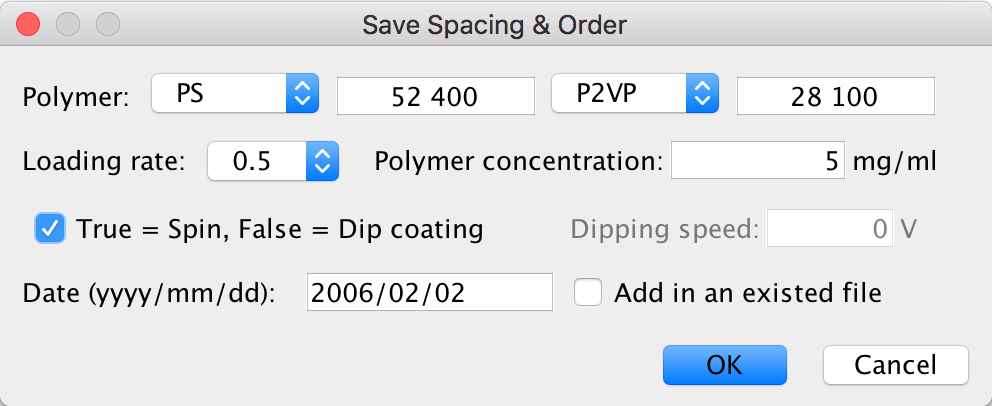 Save Spacing & Order
Polymer: PS 52 400 P2VP 28 100
Loading rate: 0.5 Polymer concentration: 5 mg/ml
True = Spin, False = Dip coating Dipping speed: 0 V
Date (yyyy/mm/dd): 2006/02/02 Add in an existed file
OK Cancel